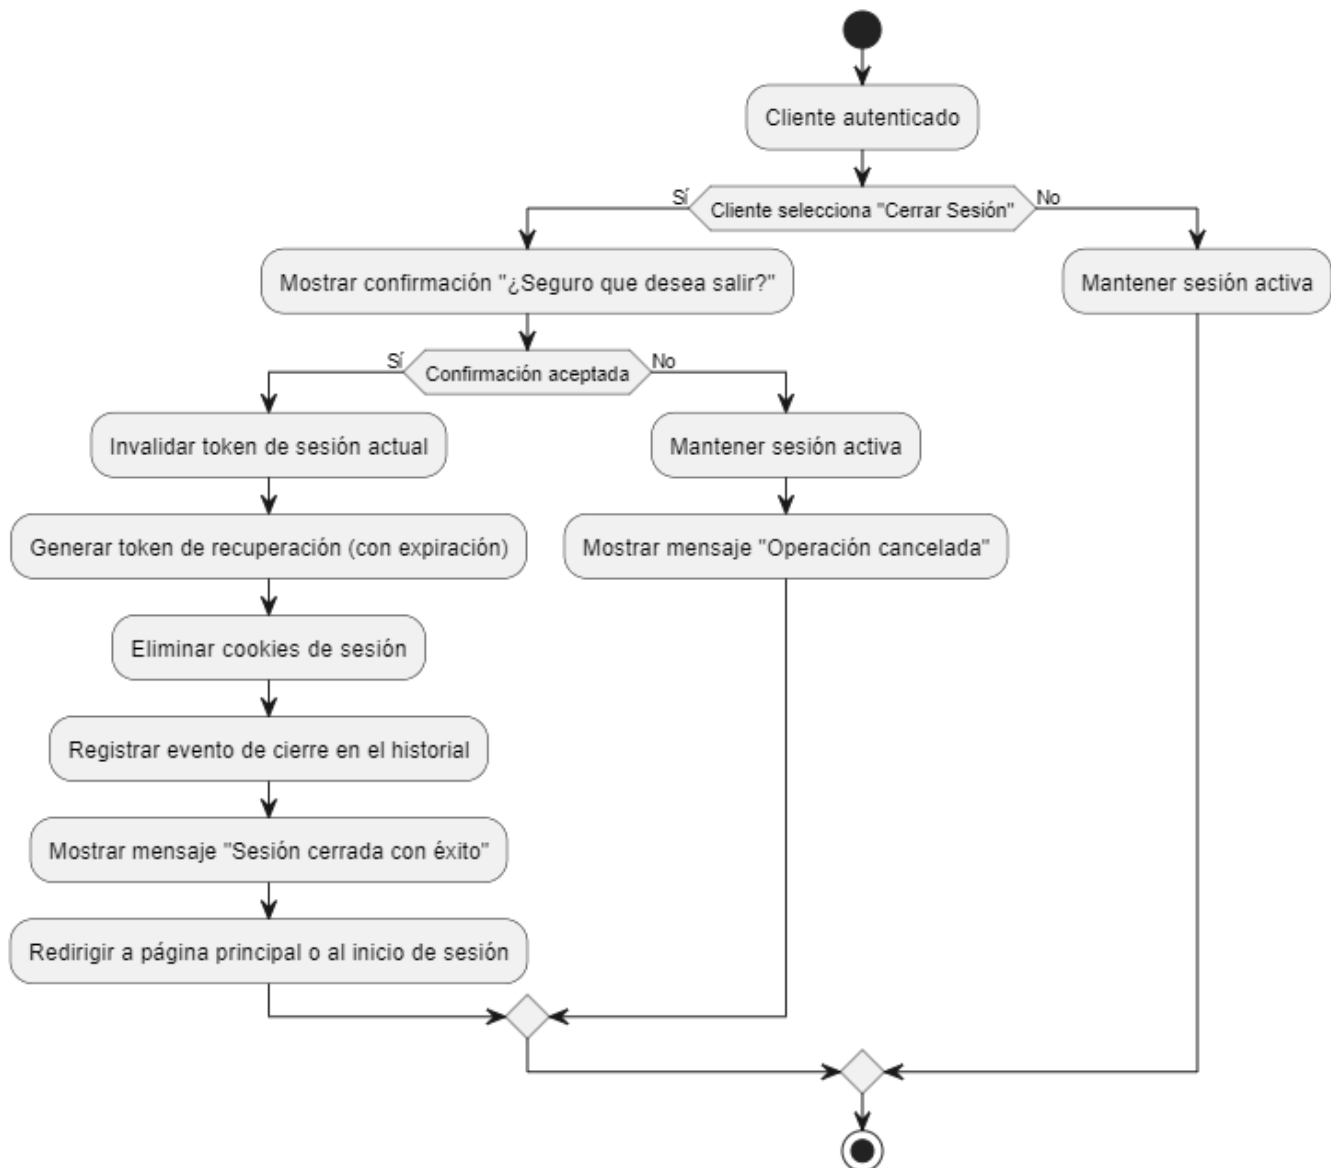 Cliente autenticado
Sí
Cliente selecciona "Cerrar Sesión"
No
Mostrar confirmación "¿Seguro que desea salir?"
Mantener sesión activa
Sí
Confirmación aceptada
No
Invalidar token de sesión actual
Mantener sesión activa
Generar token de recuperación (con expiración)
Mostrar mensaje "Operación cancelada"
Eliminar cookies de sesión
Registrar evento de cierre en el historial
Mostrar mensaje "Sesión cerrada con éxito"
Redirigir a página principal o al inicio de sesión